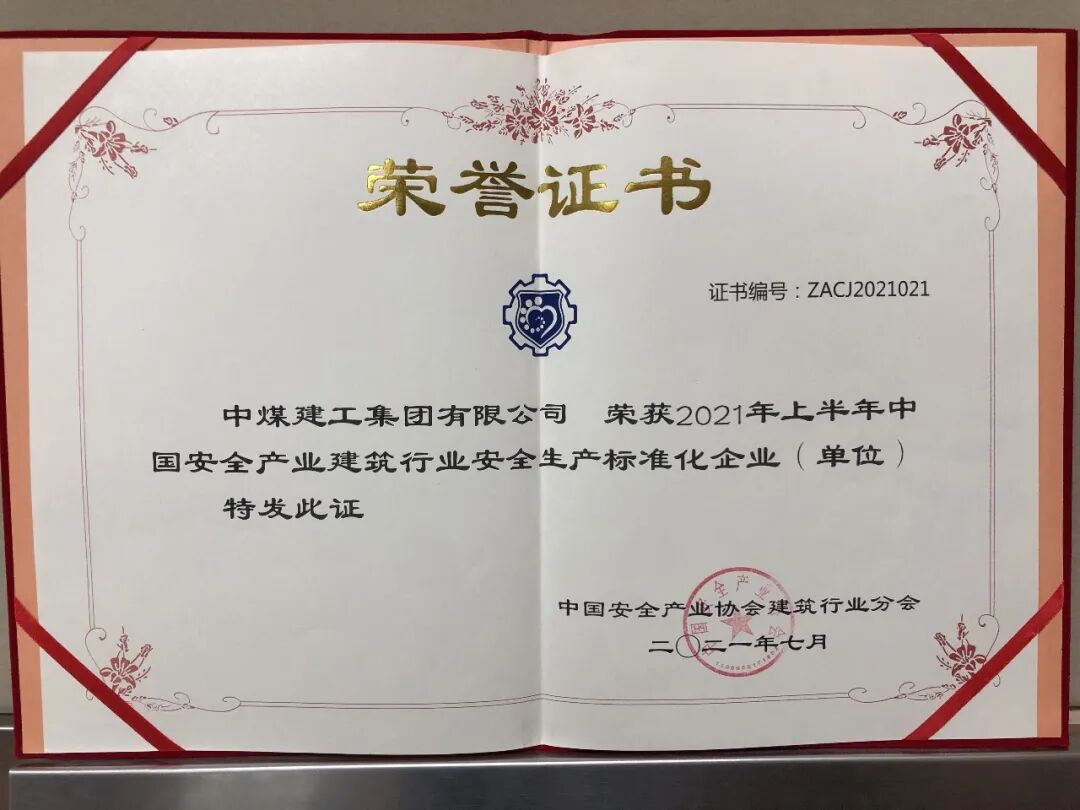 荣誉证书
证书编号：ZACJ2021021
中煤建工集团有限公司 荣获2021年上半年中
国安全产业建筑行业安全生产标准化企业（单位）
特发此证
中国安全产业协会建筑行业分会
二〇二一年七月